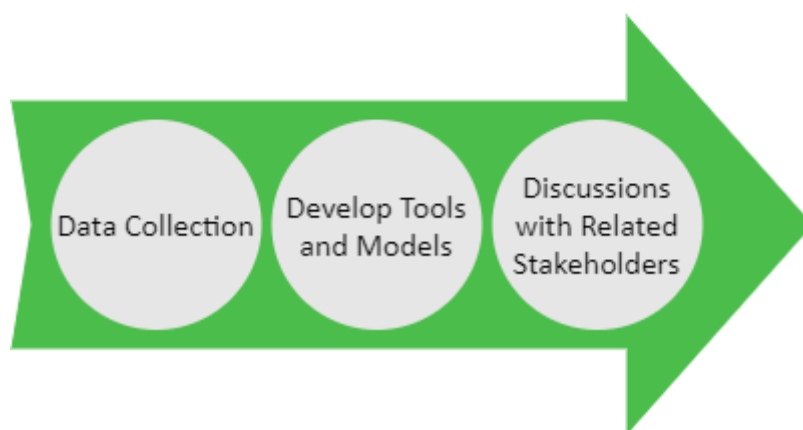 Data Collection
Develop Tools
and Models
Discussions
with Related
Stakeholders